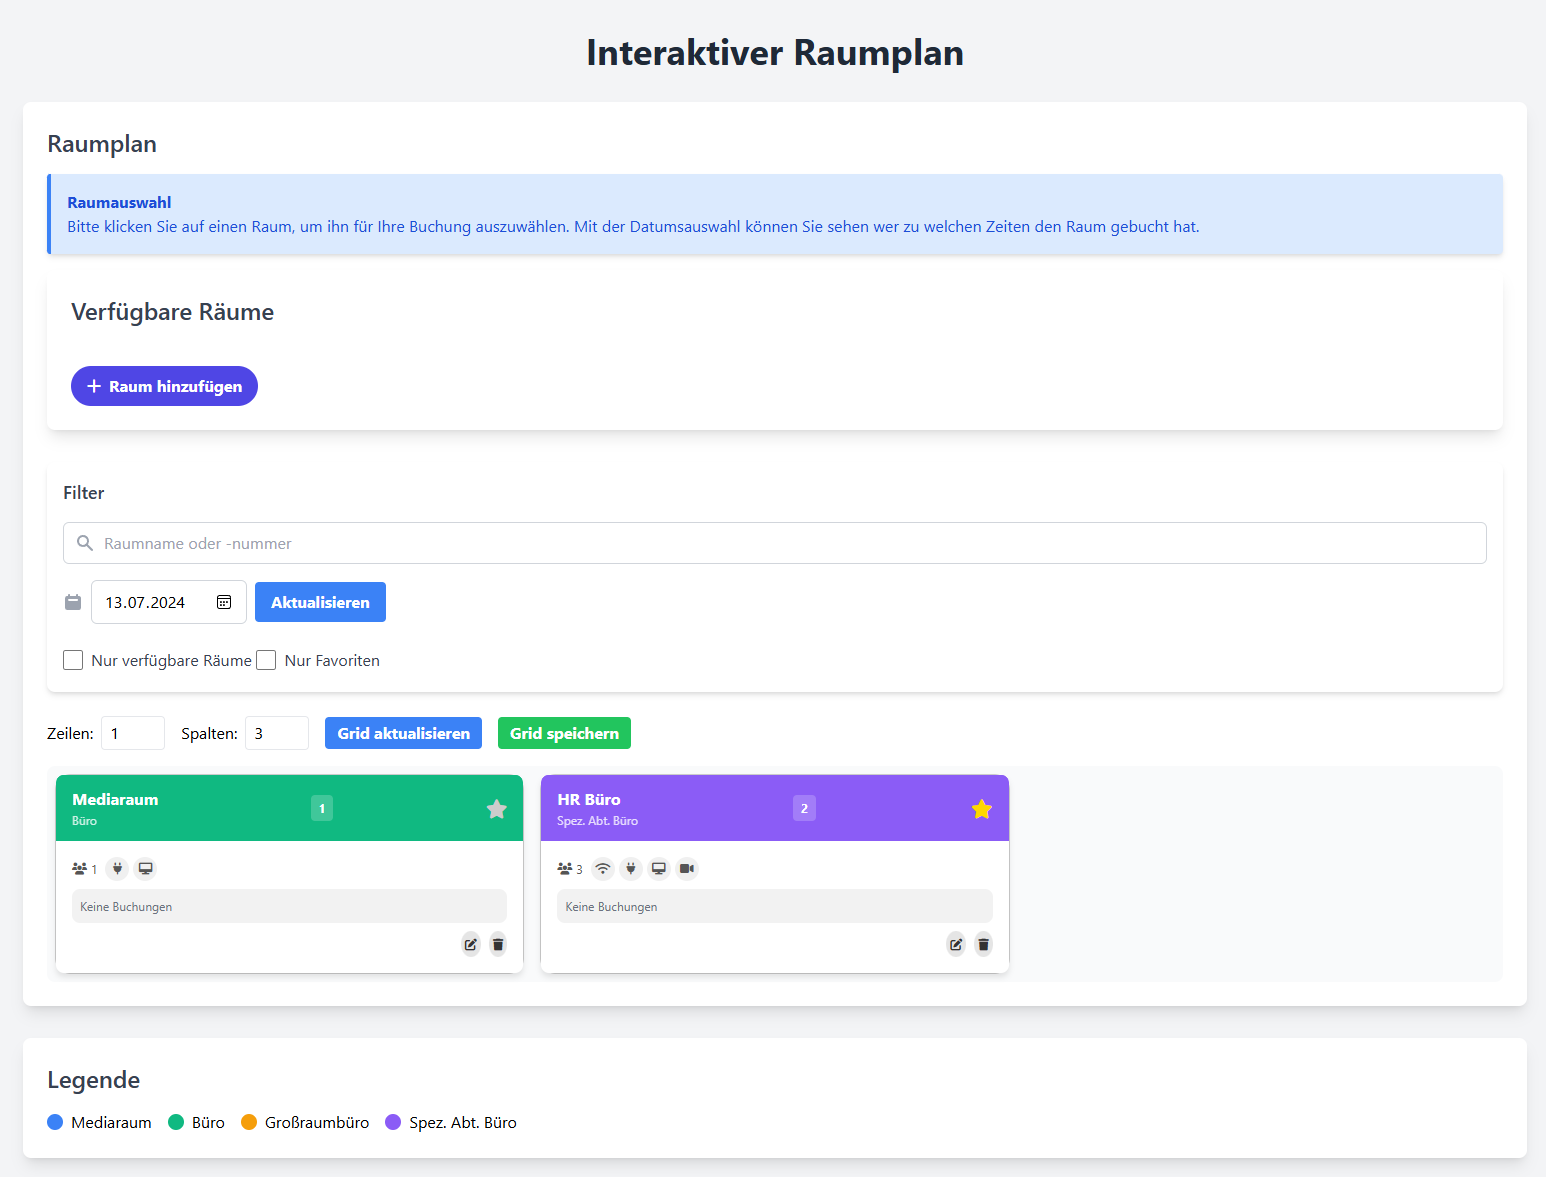 Interaktiver Raumplan
Raumplan
Raumauswahl
Bitte klicken Sie auf einen Raum, um ihn für Ihre Buchung auszuwählen. Mit der Datumsauswahl können Sie sehen wer zu welchen Zeiten den Raum gebucht hat.
Verfügbare Räume
+ Raum hinzufügen
Filter
Raumname oder -nummer
13.07.2024 Aktualisieren
Nur verfügbare Räume Nur Favoriten
Zeilen: 1 Spalten: 3 Grid aktualisieren Grid speichern
Mediaraum 1
Büro
1
Keine Buchungen
HR Büro 2
Spez. Abt. Büro
3
Keine Buchungen
Legende
Mediaraum Büro Großraumbüro Spez. Abt. Büro